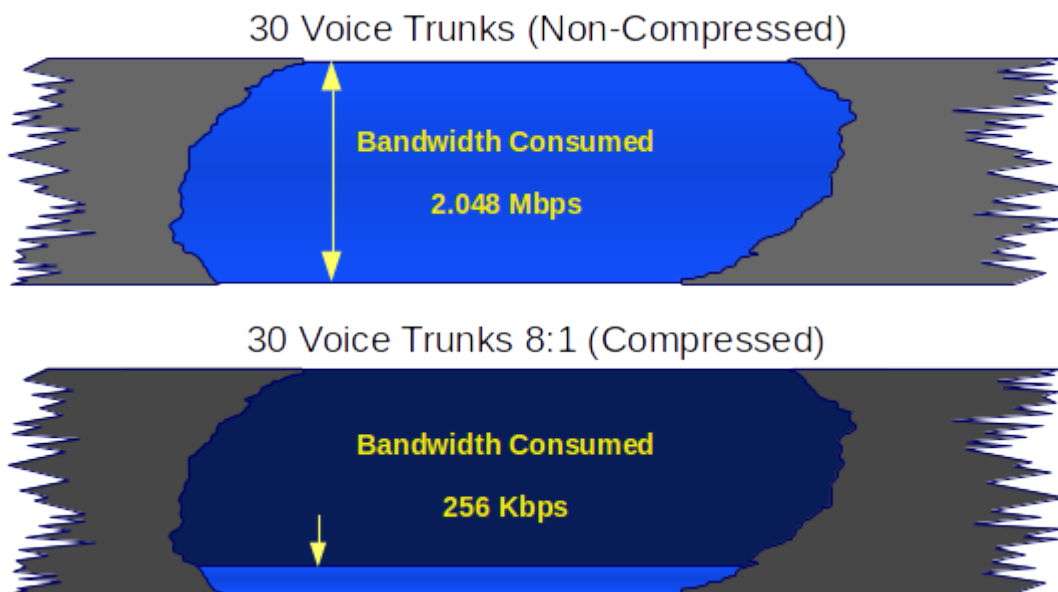 30 Voice Trunks (Non-Compressed)
Bandwidth Consumed
2.048 Mbps
30 Voice Trunks 8:1 (Compressed)
Bandwidth Consumed
256 Kbps